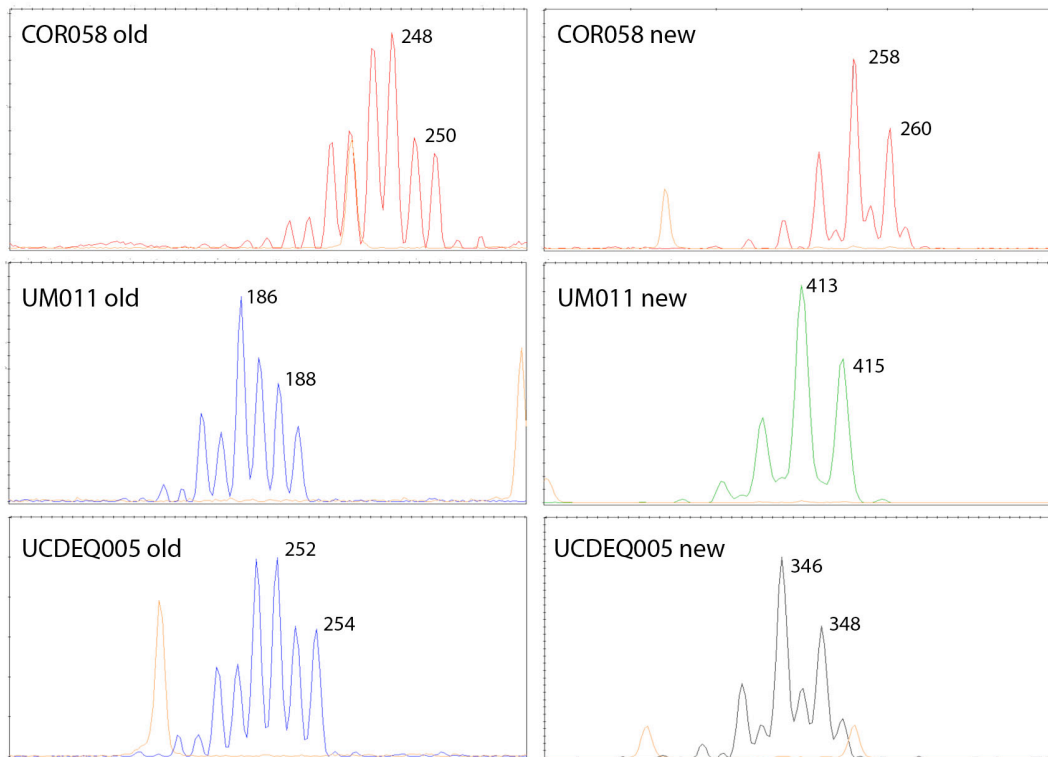 COR058 old
248
250
COR058 new
258
260
UM011 old
186
188
UM011 new
413
415
UCDEQ005 old
252
254
UCDEQ005 new
346
348